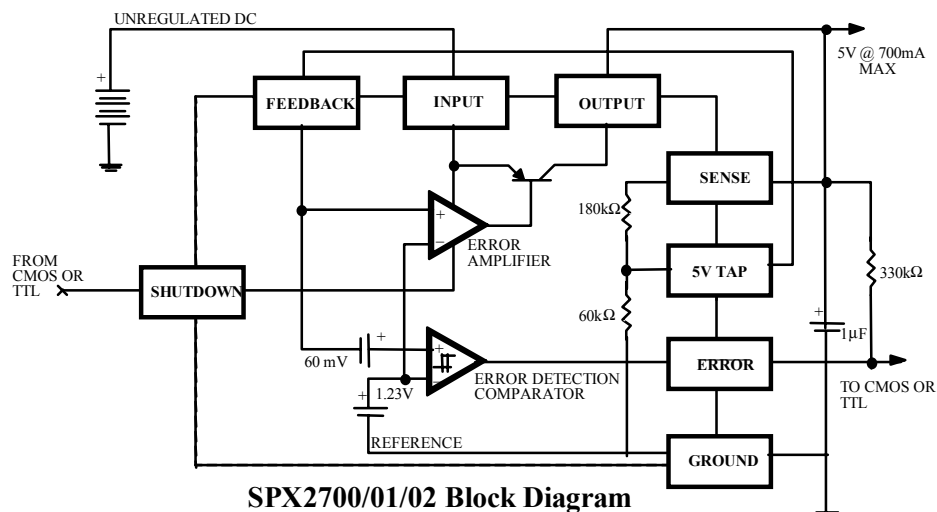 UNREGULATED DC
+
5V @ 700mA
MAX
FEEDBACK
INPUT
OUTPUT
SENSE
180kΩ
+
−
ERROR
AMPLIFIER
FROM
CMOS OR
TTL
SHUTDOWN
5V TAP
330kΩ
60kΩ
+
1µF
+
60 mV
+
−
ERROR DETECTION
COMPARATOR
ERROR
TO CMOS OR
TTL
+
1.23V
REFERENCE
GROUND
SPX2700/01/02 Block Diagram